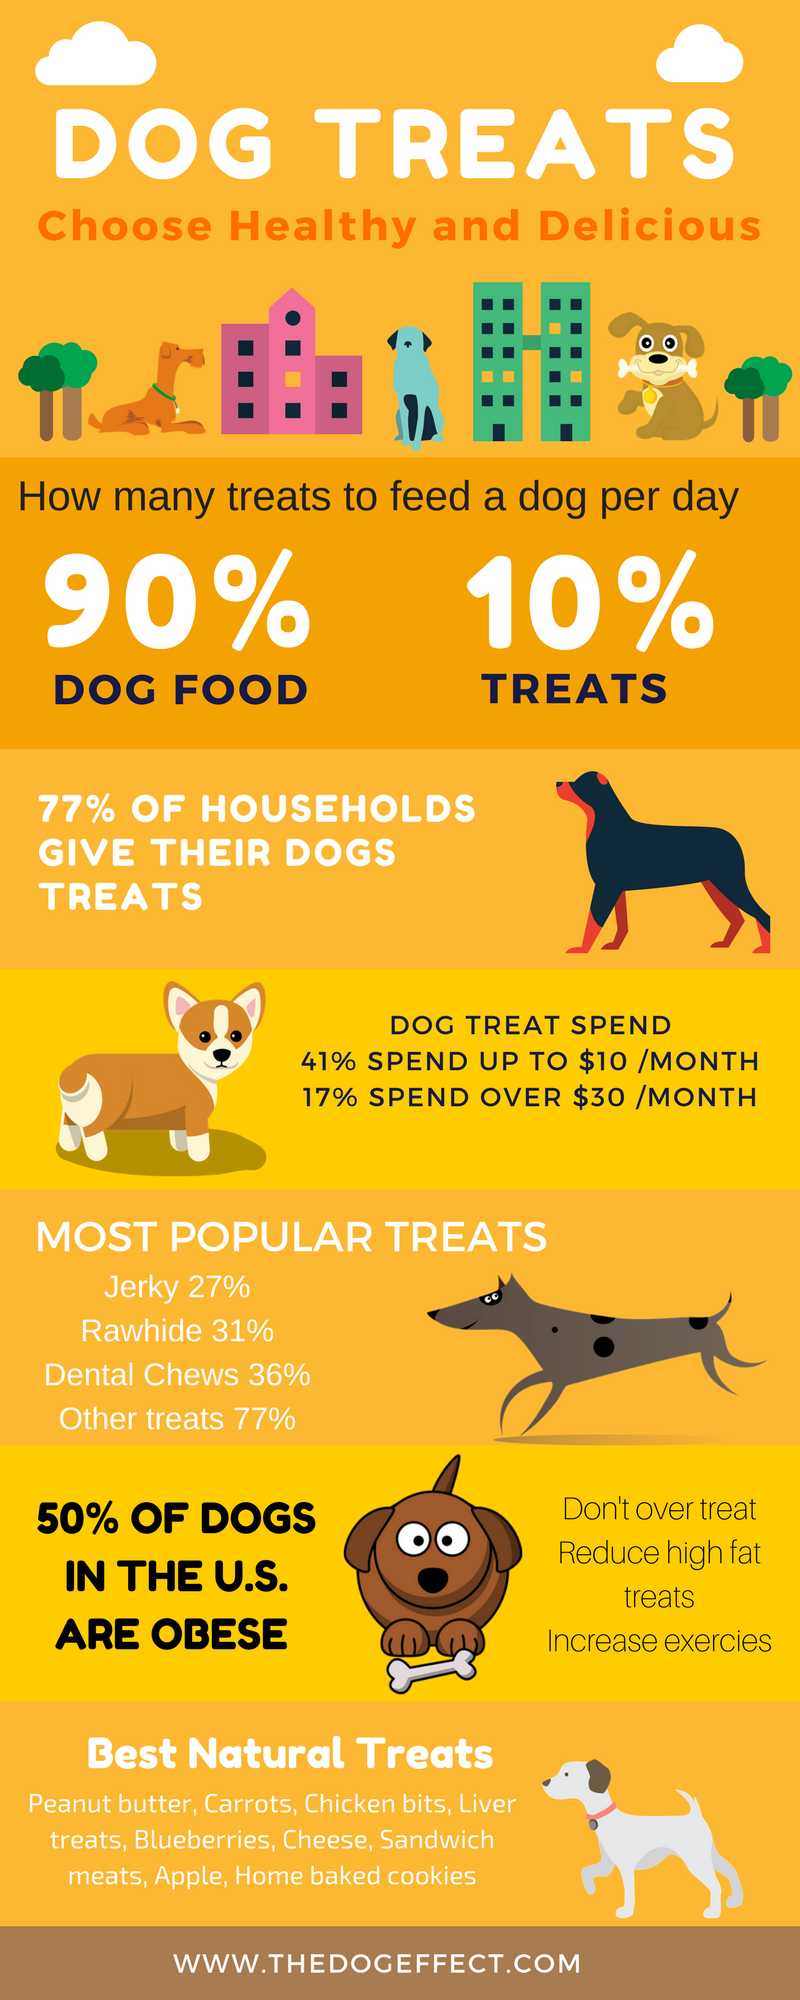 DOG TREATS
Choose Healthy and Delicious
How many treats to feed a dog per day
90%
DOG FOOD
10%
TREATS
77% OF HOUSEHOLDS
GIVE THEIR DOGS
TREATS
DOG TREAT SPEND
41% SPEND UP TO $10 /MONTH
17% SPEND OVER $30 /MONTH
MOST POPULAR TREATS
Jerky 27%
Rawhide 31%
Dental Chews 36%
Other treats 77%
50% OF DOGS
IN THE U.S.
ARE OBESE
Don't over treat
Reduce high fat
treats
Increase exercies
Best Natural Treats
Peanut butter, Carrots, Chicken bits, Liver
treats, Blueberries, Cheese, Sandwich
meats, Apple, Home baked cookies
WWW.THEDOGEFFECT.COM